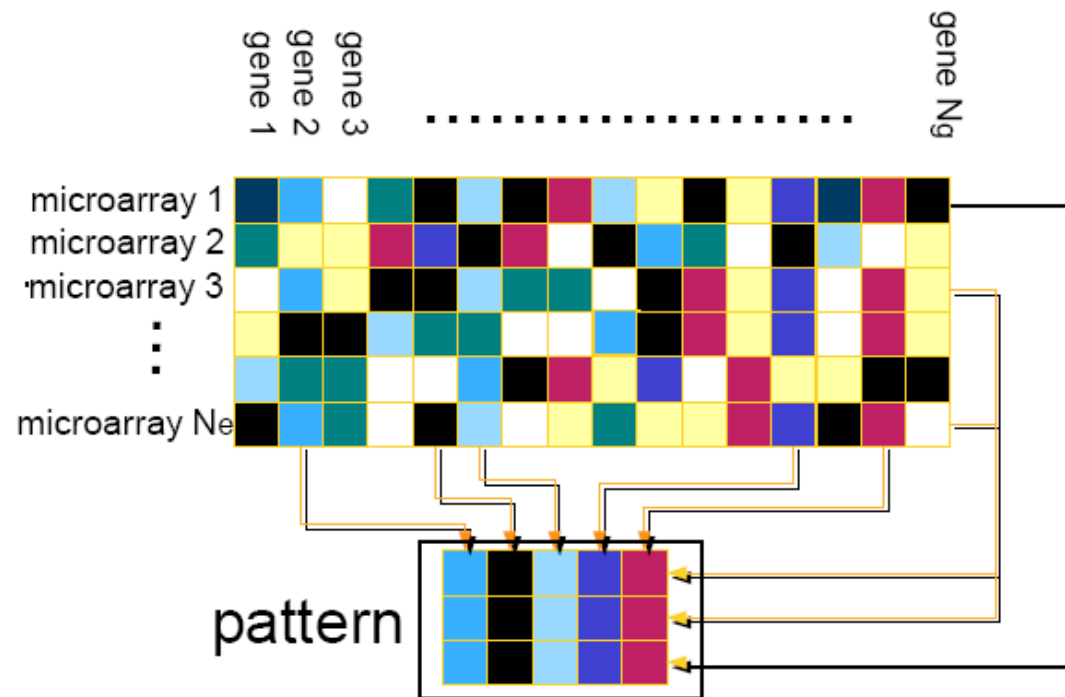 gene 1
gene 2
gene 3
gene Ng
microarray 1
microarray 2
microarray 3
microarray Ne
pattern